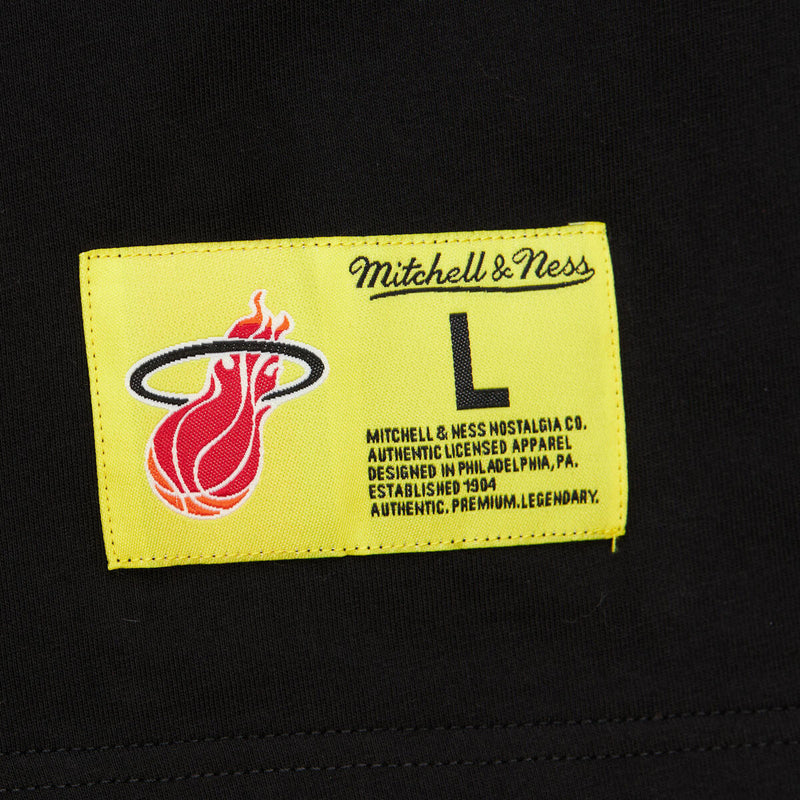 Mitchell & Ness
L
MITCHELL & NESS NOSTALGIA CO.
AUTHENTIC LICENSED APPAREL
DESIGNED IN PHILADELPHIA, PA.
ESTABLISHED 1904
AUTHENTIC. PREMIUM. LEGENDARY.